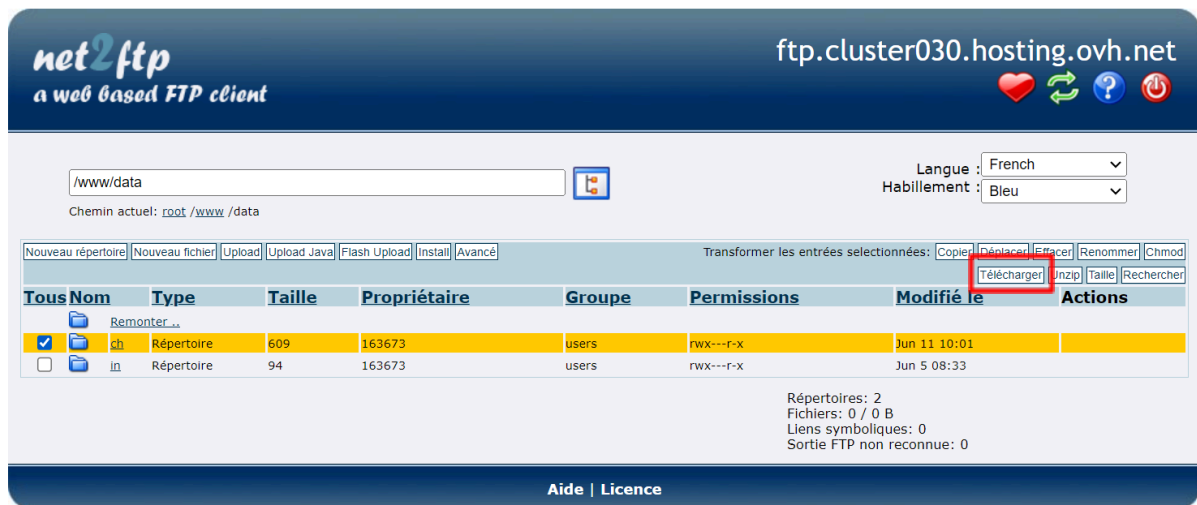 net2ftp
a web based FTP client
ftp.cluster030.hosting.ovh.net
/www/data
Chemin actuel: root /www /data
Langue : French
Habillement : Bleu
Nouveau répertoire Nouveau fichier Upload Upload Java Flash Upload Install Avancé
Transformer les entrées selectionnées: Copier Déplacer Effacer Renommer Chmod
Télécharger Unzip Taille Rechercher
Tous Nom Type Taille Propriétaire Groupe Permissions Modifié le Actions
Remonter ..
ch Répertoire 609 163673 users rwx---r-x Jun 11 10:01
in Répertoire 94 163673 users rwx---r-x Jun 5 08:33
Répertoires: 2
Fichiers: 0 / 0 B
Liens symboliques: 0
Sortie FTP non reconnue: 0
Aide | Licence